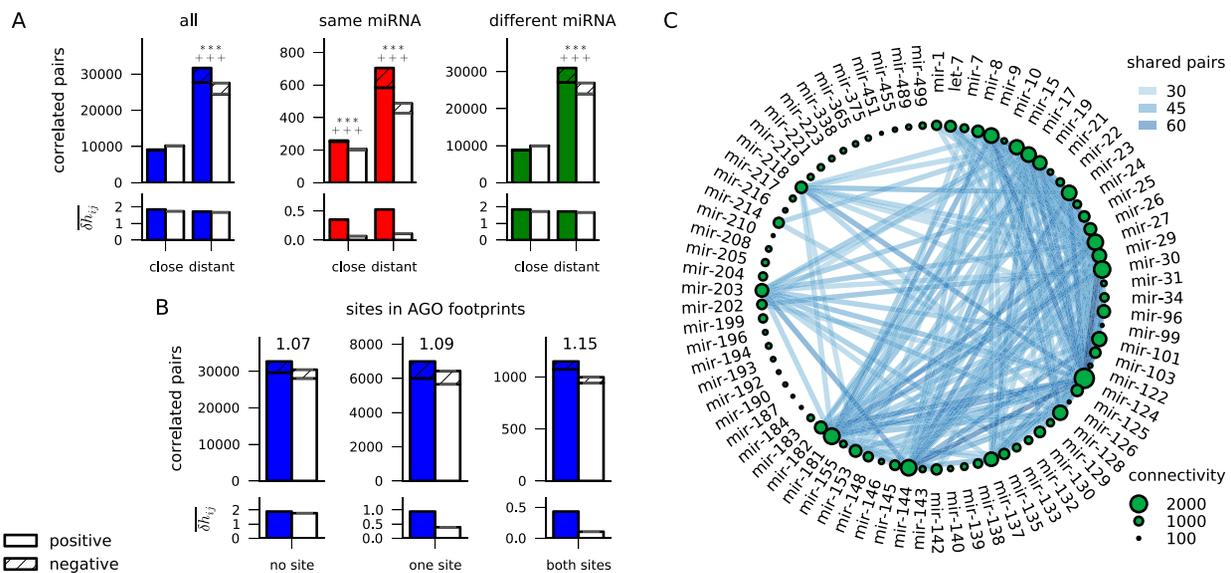 A
all
same miRNA
different miRNA
C
correlated pairs
30000
20000
10000
0
***
+++
800
600
400
200
0
***
+++
***
+++
30000
20000
10000
0
***
+++
δh_ij
2
1
0
0.5
0.0
2
1
0
close distant
close distant
close distant
B
sites in AGO footprints
correlated pairs
30000
20000
10000
0
1.07
8000
6000
4000
2000
0
1.09
1000
500
0
1.15
δh_ij
2
1
0
1.0
0.5
0.0
0.5
0.0
no site
one site
both sites
positive
negative
shared pairs
30
45
60
mir-1
let-7
mir-7
mir-8
mir-9
mir-10
mir-15
mir-17
mir-19
mir-21
mir-22
mir-23
mir-24
mir-25
mir-26
mir-27
mir-29
mir-30
mir-31
mir-34
mir-96
mir-99
mir-101
mir-103
mir-122
mir-124
mir-125
mir-126
mir-128
mir-129
mir-130
mir-132
mir-133
mir-135
mir-137
mir-138
mir-139
mir-140
mir-142
mir-143
mir-144
mir-145
mir-146
mir-148
mir-153
mir-155
mir-181
mir-182
mir-183
mir-184
mir-187
mir-190
mir-192
mir-193
mir-194
mir-196
mir-199
mir-202
mir-203
mir-204
mir-205
mir-208
mir-210
mir-214
mir-216
mir-217
mir-218
mir-219
mir-221
mir-223
mir-338
mir-365
mir-375
mir-451
mir-455
mir-489
mir-499
connectivity
2000
1000
100